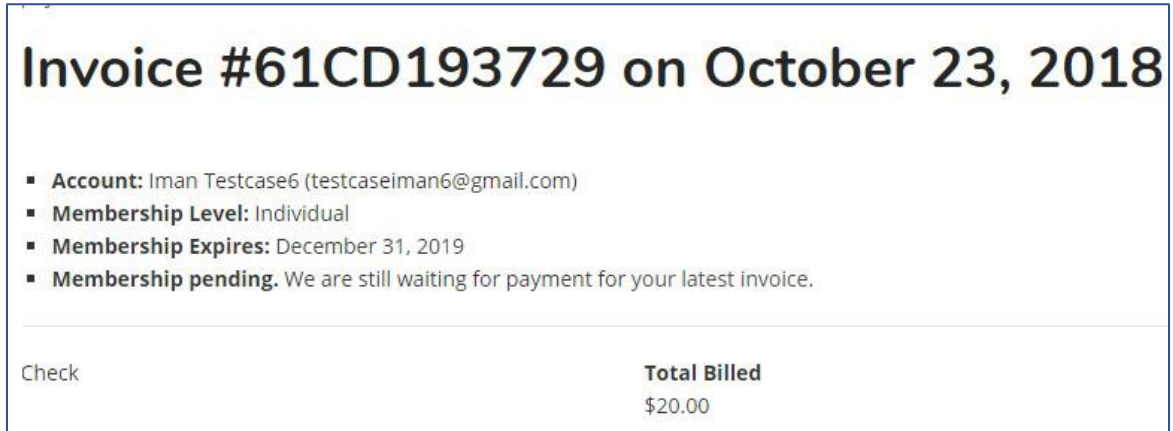 Invoice #61CD193729 on October 23, 2018
Account: Iman Testcase6 (testcaseiman6@gmail.com)
Membership Level: Individual
Membership Expires: December 31, 2019
Membership pending. We are still waiting for payment for your latest invoice.
Check
Total Billed
$20.00